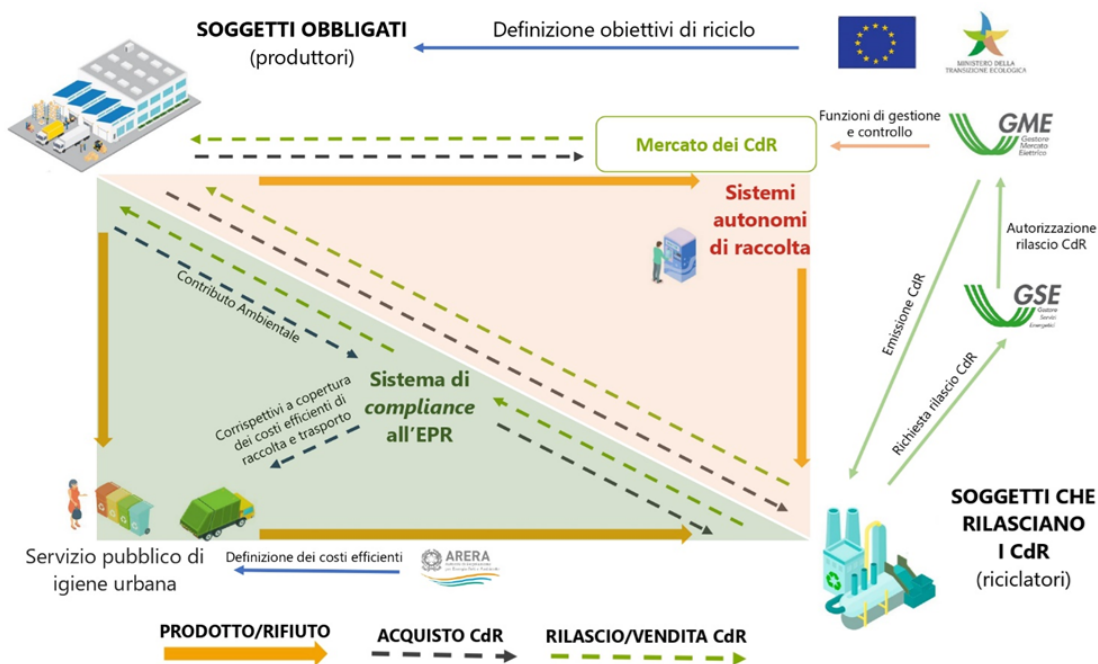 SOGGETTI OBBLIGATI
(produttori)
Definizione obiettivi di riciclo
MINISTERO DELLA
TRANSIZIONE ECOLOGICA
Mercato dei CdR
Funzioni di gestione
e controllo
GME
Gestore
Mercato
Elettrico
Sistemi
autonomi
di raccolta
Autorizzazione
rilascio CdR
GSE
Gestore
Servizi
Energetici
Contributo Ambientale
Emissione CdR
Richiesta rilascio CdR
Sistema di
compliance
all'EPR
Corrispettivi a copertura
dei costi efficienti di
raccolta e trasporto
SOGGETTI CHE
RILASCIANO
I CdR
(riciclatori)
Servizio pubblico di
igiene urbana
Definizione dei costi efficienti
ARERA
PRODOTTO/RIFIUTO
ACQUISTO CdR
RILASCIO/VENDITA CdR